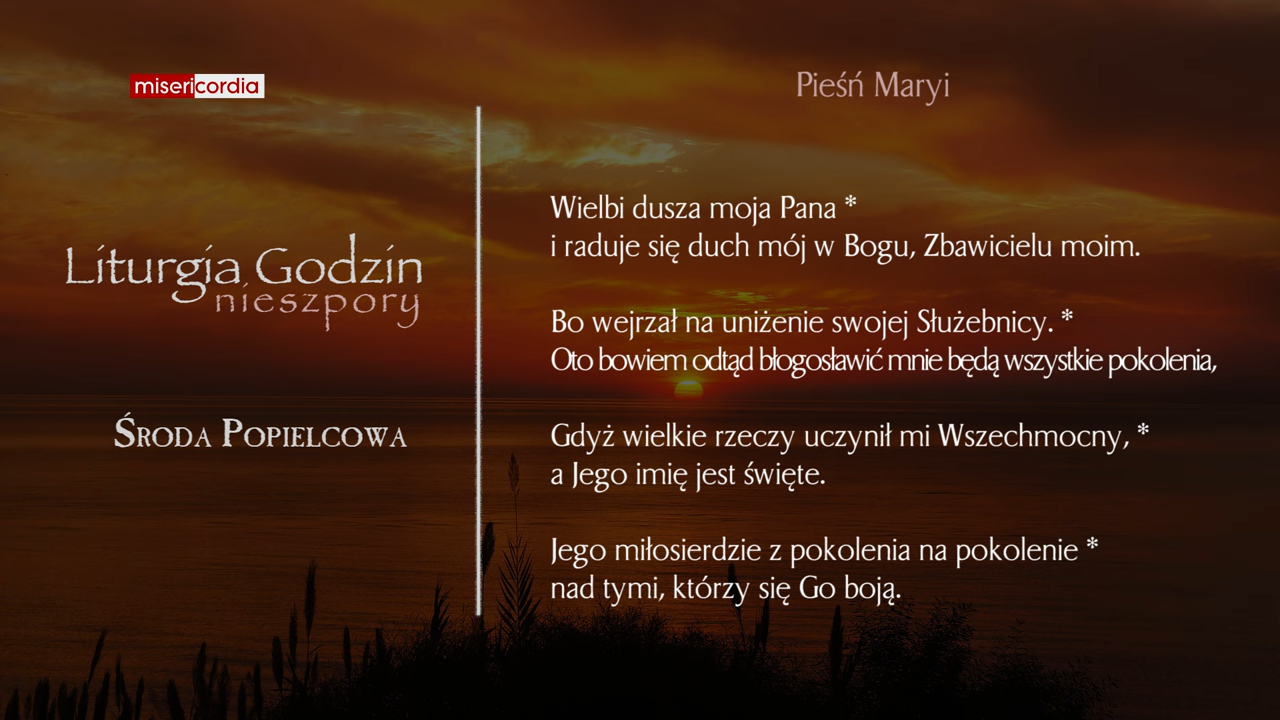 misericordia
Pieśń Maryi
Liturgia Godzin
nieszpory
Środa Popielcowa
Wielbi dusza moja Pana *
i raduje się duch mój w Bogu, Zbawicielu moim.
Bo wejrzał na uniżenie swojej Służebnicy. *
Oto bowiem odtąd błogosławić mnie będą wszystkie pokolenia,
Gdyż wielkie rzeczy uczynił mi Wszechmocny, *
a Jego imię jest święte.
Jego miłosierdzie z pokolenia na pokolenie *
nad tymi, którzy się Go boją.